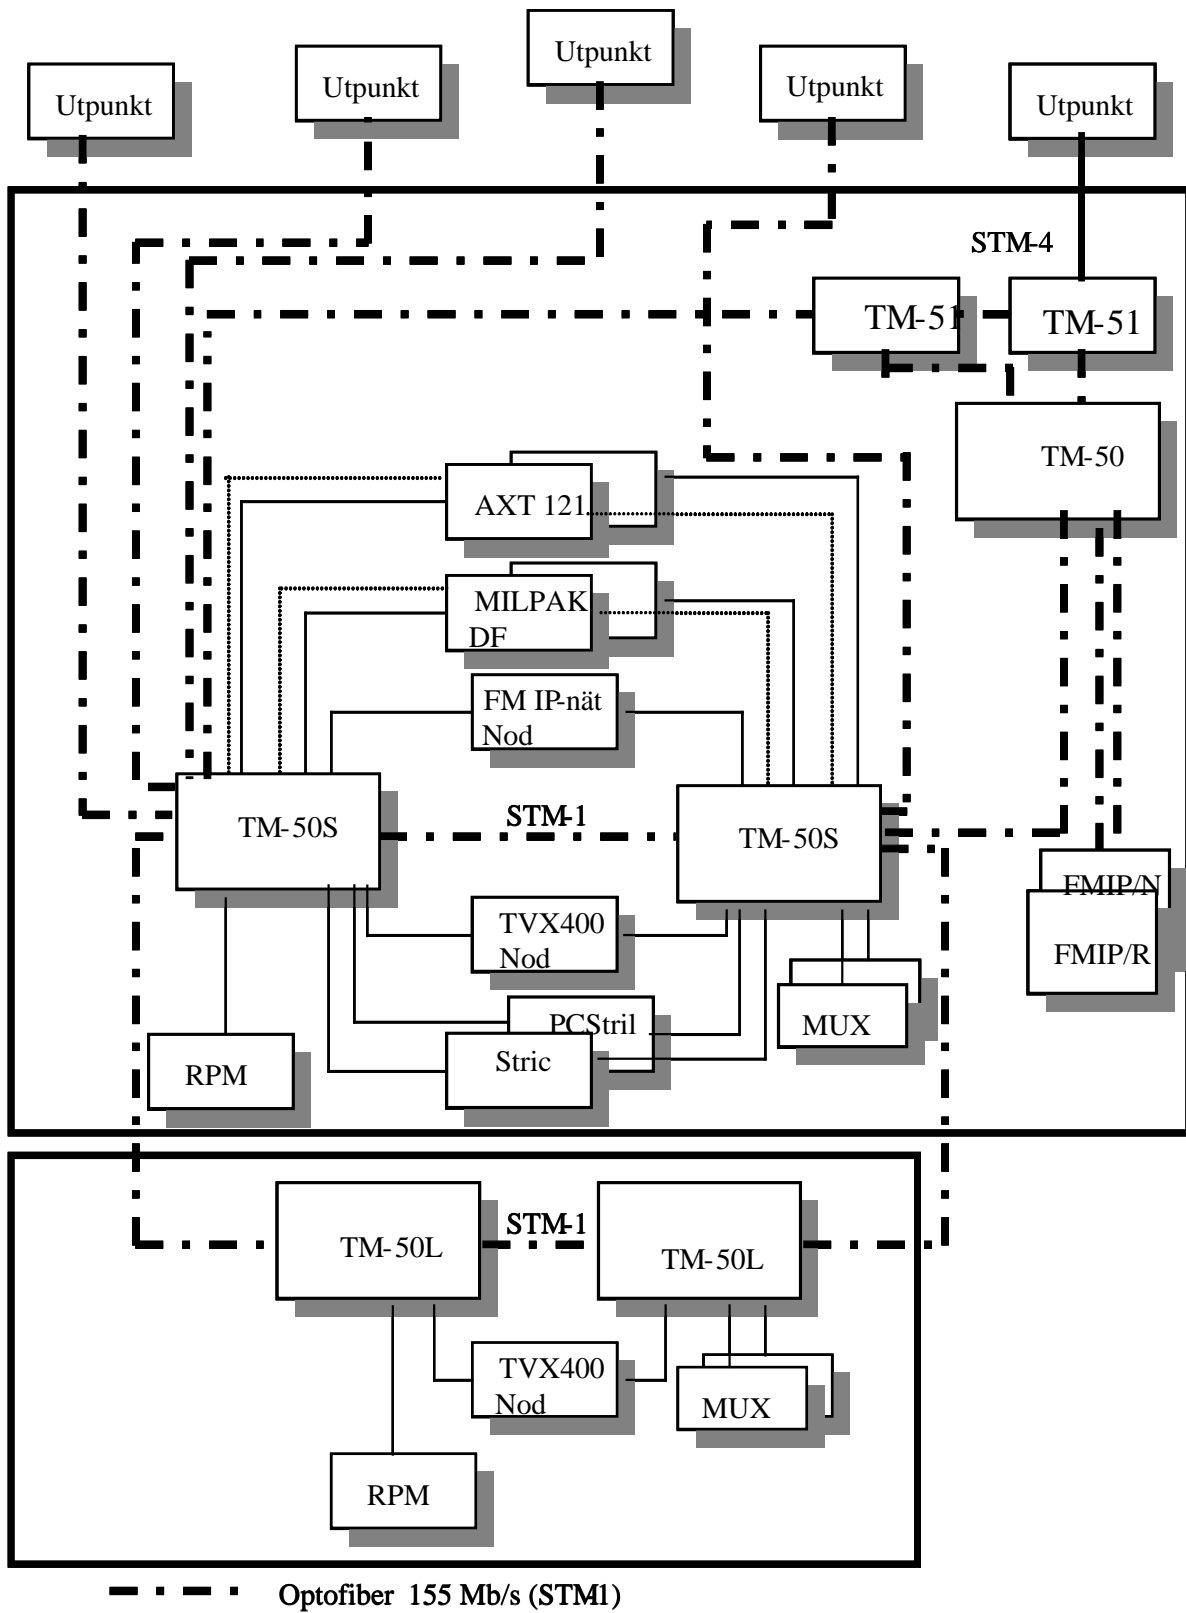 Utpunkt
Utpunkt
Utpunkt
Utpunkt
Utpunkt
STM-4
TM-51
TM-51
TM-50
AXT 121
MILPAK
DF
FM IP-nät
Nod
TM-50S
STM-1
TM-50S
FMIP/N
FMIP/R
TVX400
Nod
PCStril
Stric
MUX
RPM
TM-50L
STM-1
TM-50L
TVX400
Nod
MUX
RPM
Optofiber 155 Mb/s (STM1)